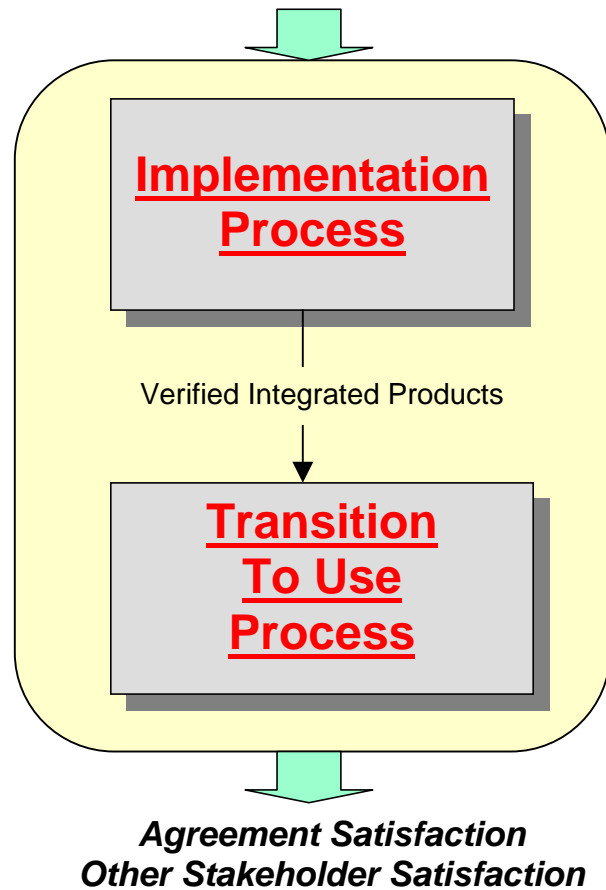 Implementation
Process
Verified Integrated Products
Transition
To Use
Process
Agreement Satisfaction
Other Stakeholder Satisfaction